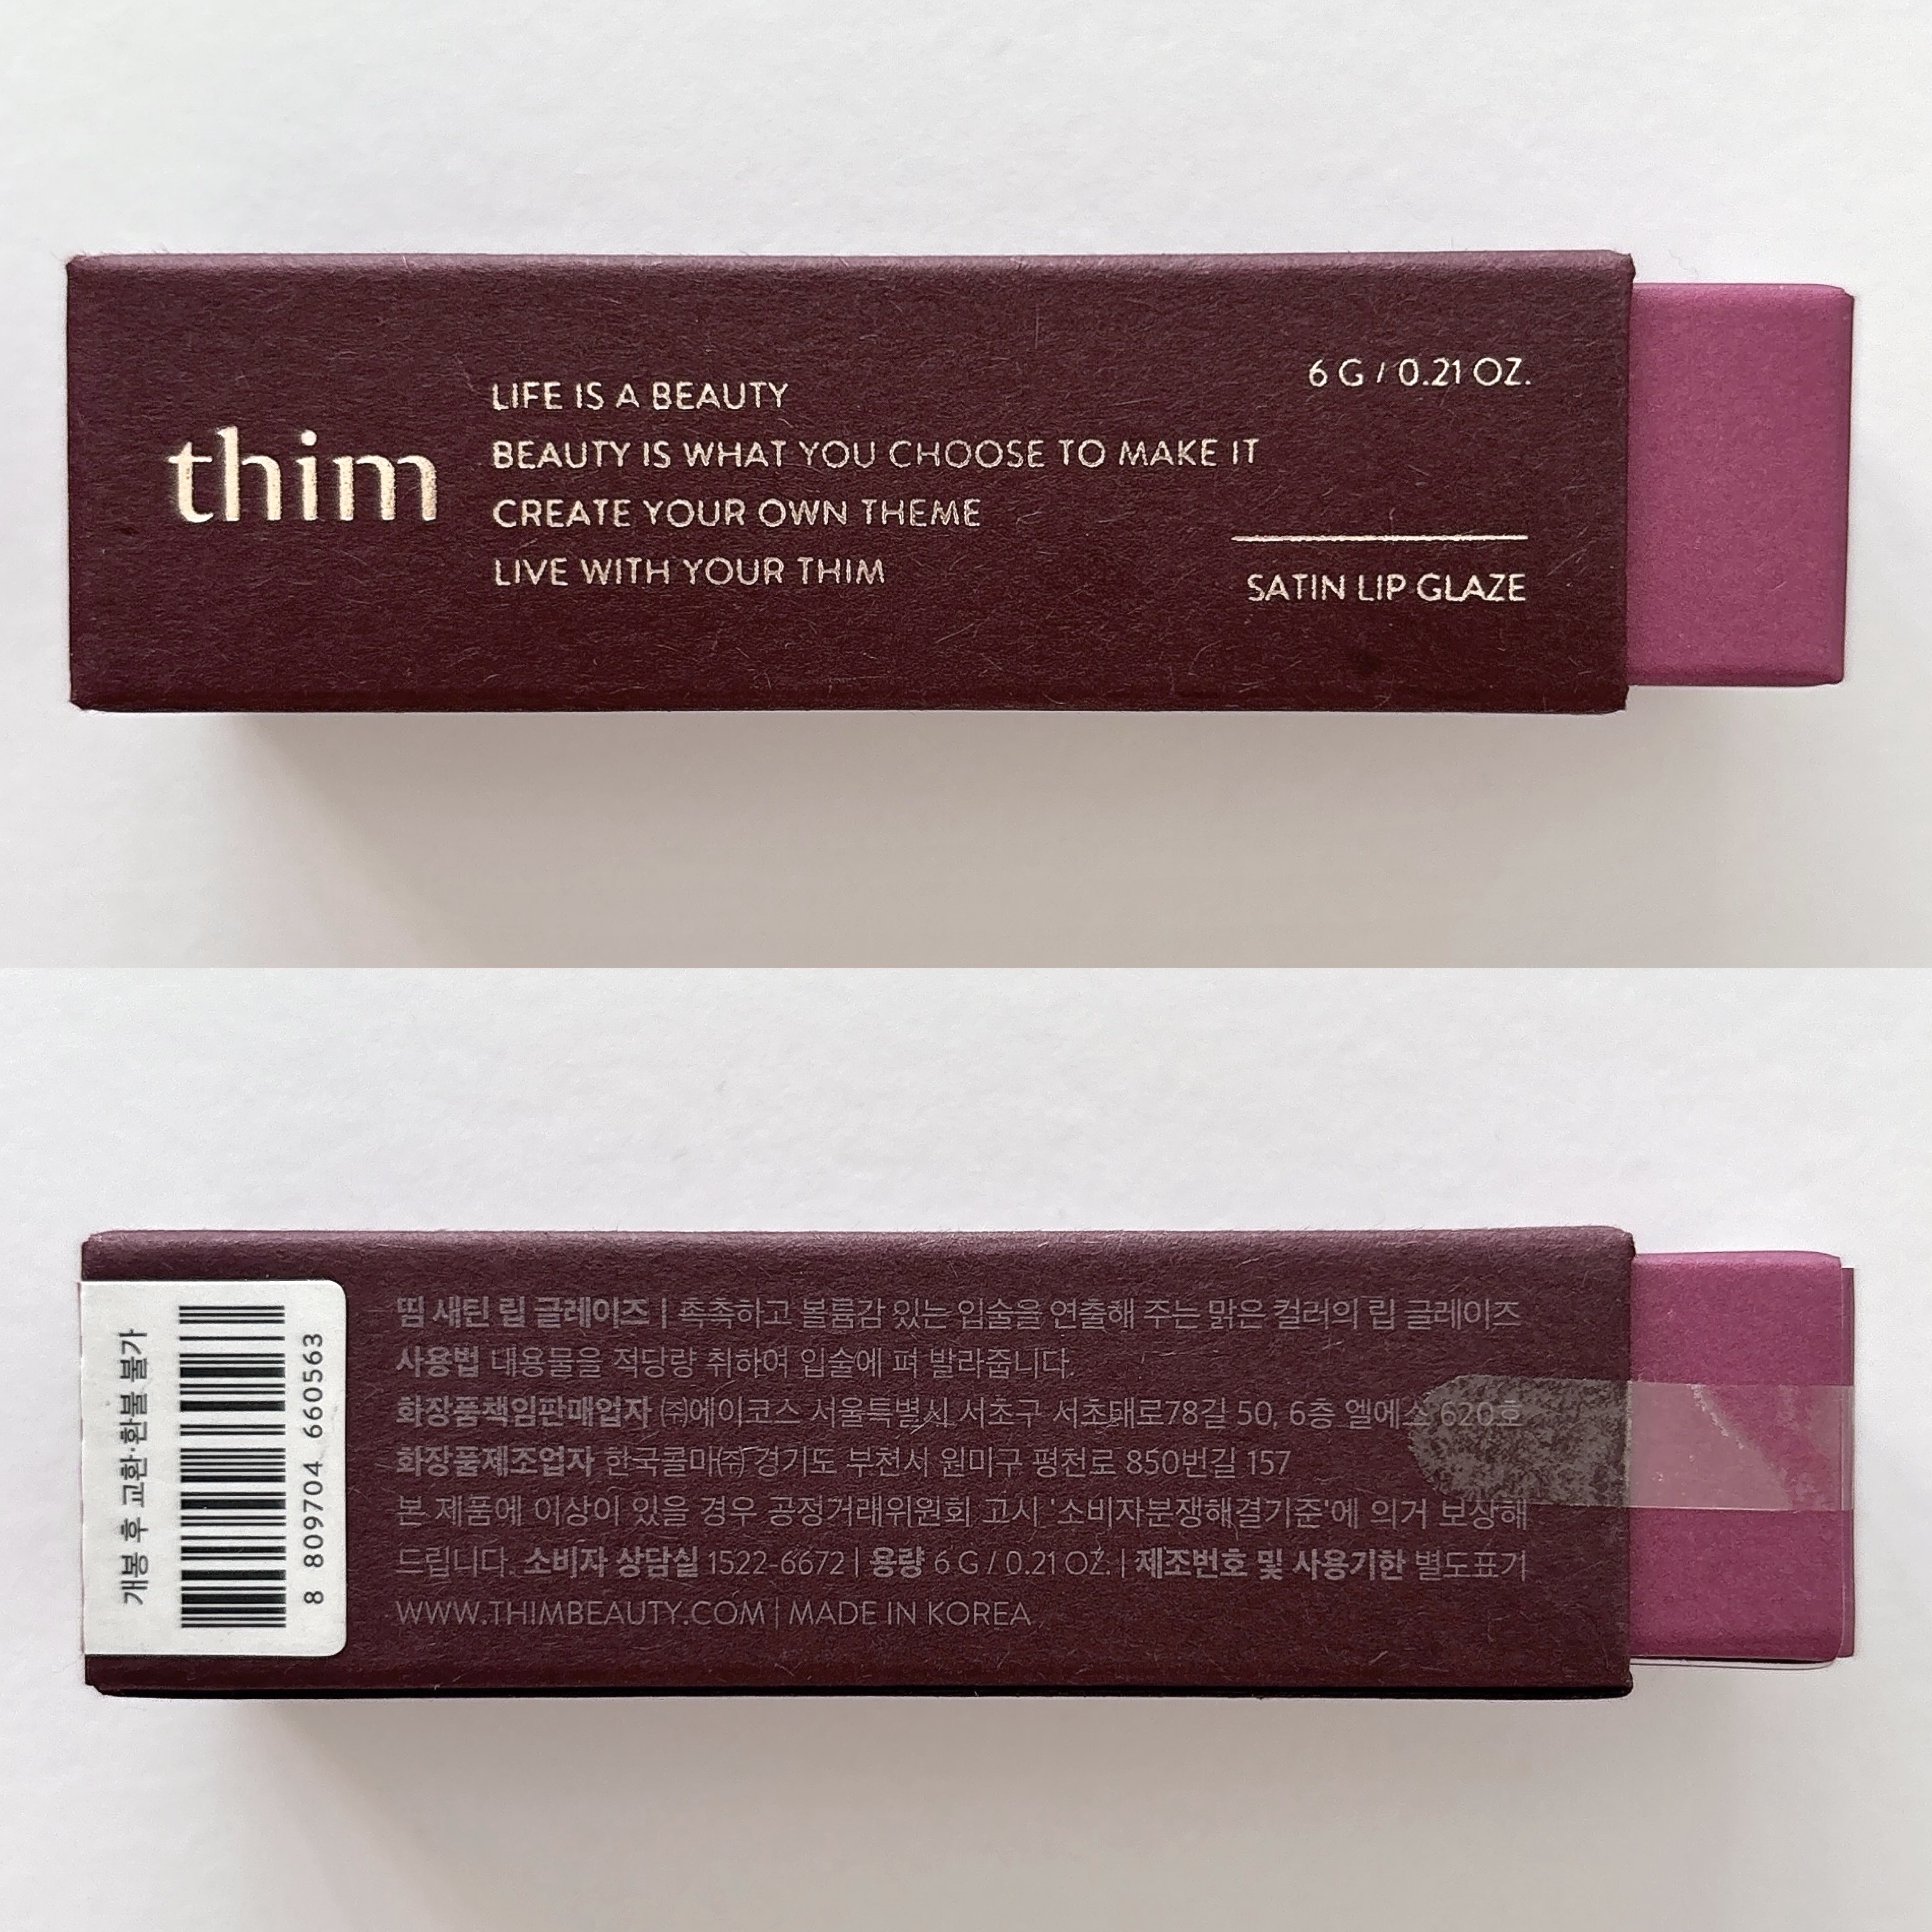 thim
LIFE IS A BEAUTY
BEAUTY IS WHAT YOU CHOOSE TO MAKE IT
CREATE YOUR OWN THEME
LIVE WITH YOUR THIM
6 G / 0.21 OZ.
SATIN LIP GLAZE
개봉 후 교환·환불 불가
8 809704 660563
띰 새틴 립 글레이즈 | 촉촉하고 볼륨감 있는 입술을 연출해 주는 맑은 컬러의 립 글레이즈
사용법 내용물을 적당량 취하여 입술에 펴 발라줍니다.
화장품책임판매업자 ㈜에이코스 서울특별시 서초구 서초대로78길 50, 6층 엘에스 620호
화장품제조업자 한국콜마㈜ 경기도 부천시 원미구 평천로 850번길 157
본 제품에 이상이 있을 경우 공정거래위원회 고시 '소비자분쟁해결기준'에 의거 보상해
드립니다. 소비자 상담실 1522-6672 | 용량 6 G / 0.21 OZ. | 제조번호 및 사용기한 별도표기
WWW.THIMBEAUTY.COM | MADE IN KOREA